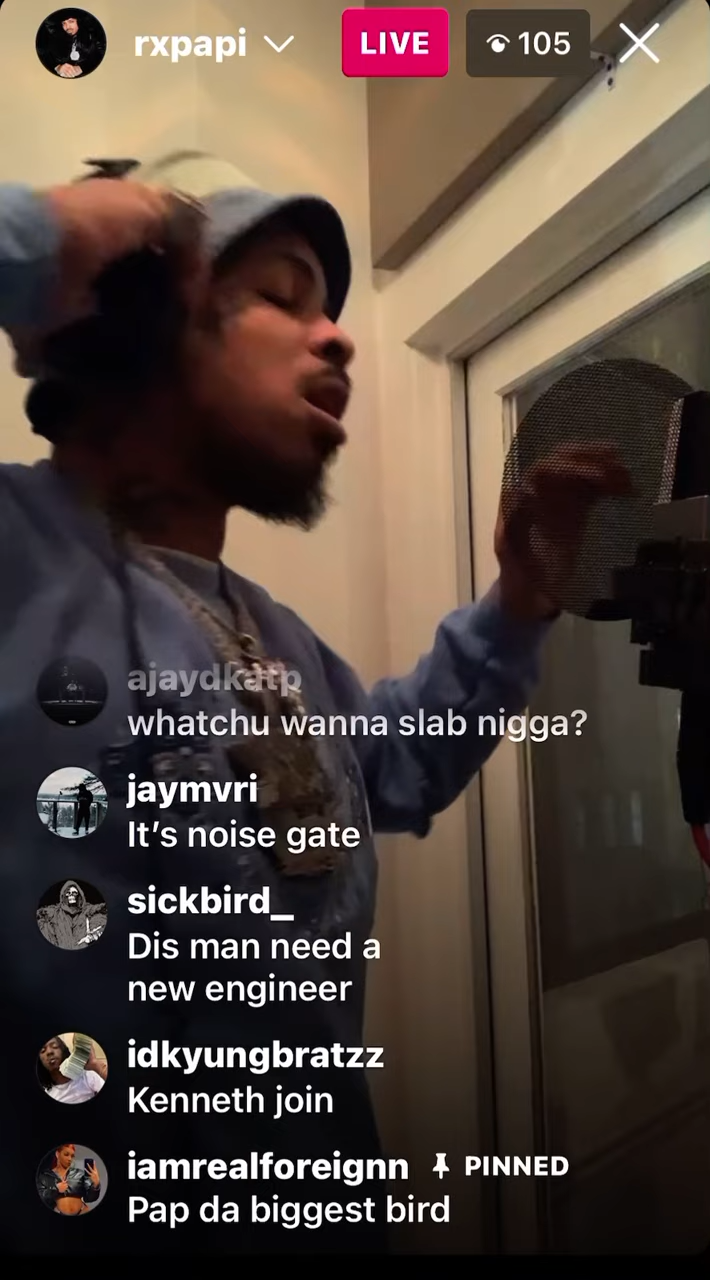 rxpapi
LIVE
105
ajaydkatp
whatchu wanna slab nigga?
jaymvri
It's noise gate
sickbird_
Dis man need a
new engineer
idkyungbratzz
Kenneth join
iamrealforeignn PINNED
Pap da biggest bird